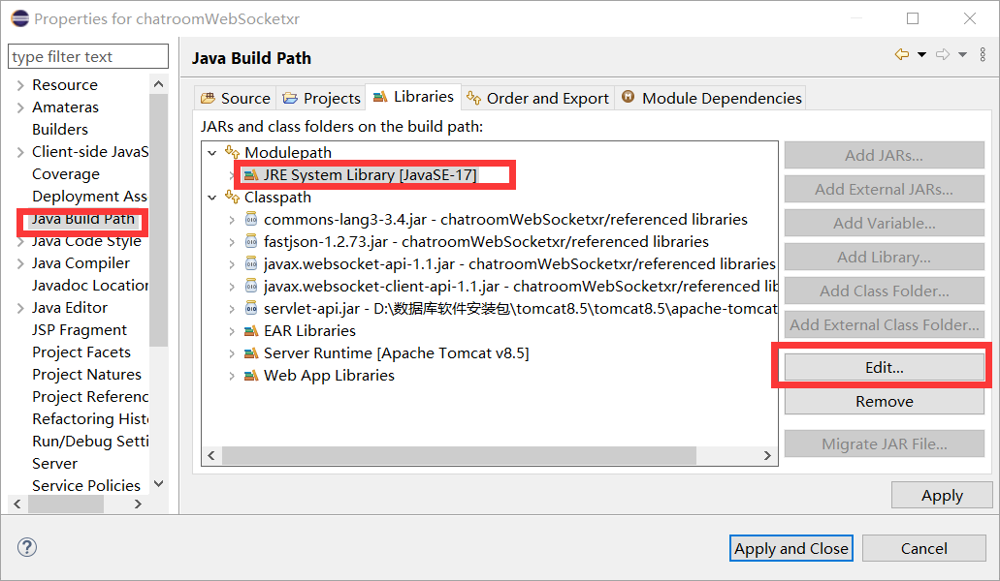 Properties for chatroomWebSocketxr
type filter text
Resource
Amateras
Builders
Client-side JavaS
Coverage
Deployment Ass
Java Build Path
Java Code Style
Java Compiler
Javadoc Location
Java Editor
JSP Fragment
Project Facets
Project Natures
Project Referenc
Refactoring Histo
Run/Debug Setti
Server
Service Policies
Java Build Path
Source
Projects
Libraries
Order and Export
Module Dependencies
JARs and class folders on the build path:
Modulepath
JRE System Library [JavaSE-17]
Classpath
commons-lang3-3.4.jar - chatroomWebSocketxr/referenced libraries
fastjson-1.2.73.jar - chatroomWebSocketxr/referenced libraries
javax.websocket-api-1.1.jar - chatroomWebSocketxr/referenced libraries
javax.websocket-client-api-1.1.jar - chatroomWebSocketxr/referenced lib
servlet-api.jar - D:\数据库软件安装包\tomcat8.5\tomcat8.5\apache-tomcat
EAR Libraries
Server Runtime [Apache Tomcat v8.5]
Web App Libraries
Add JARs...
Add External JARs...
Add Variable...
Add Library...
Add Class Folder...
Add External Class Folder...
Edit...
Remove
Migrate JAR File...
Apply
Apply and Close
Cancel